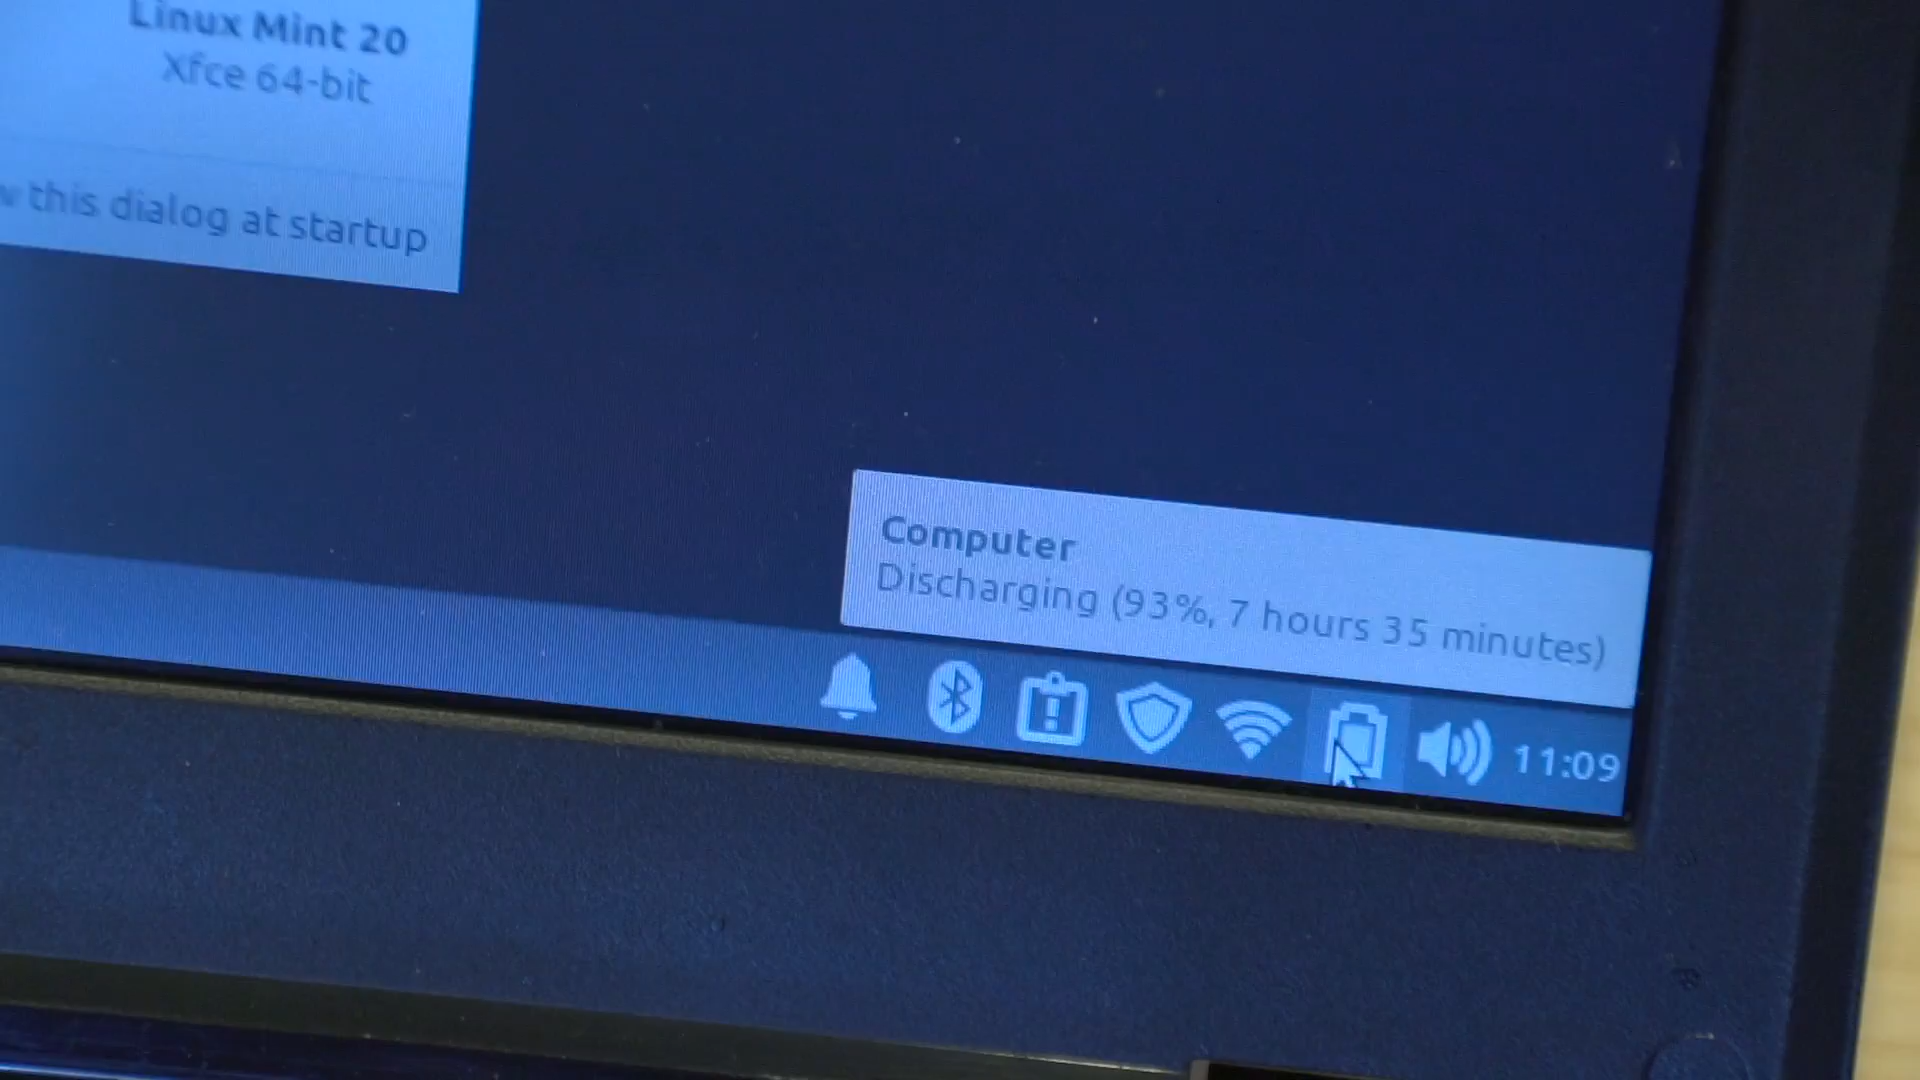 Linux Mint 20
Xfce 64-bit
this dialog at startup
Computer
Discharging (93%, 7 hours 35 minutes)
11:09